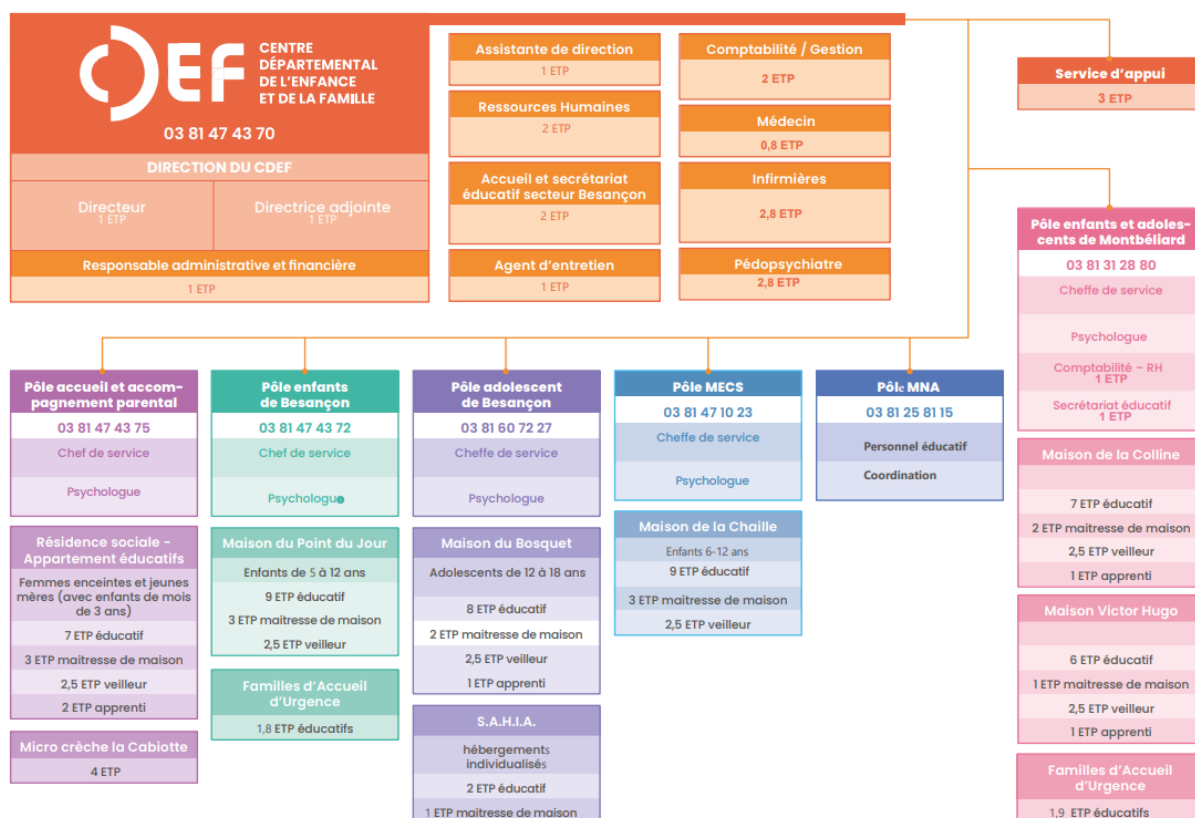 CDEF
CENTRE
DÉPARTEMENTAL
DE L'ENFANCE
ET DE LA FAMILLE
03 81 47 43 70
DIRECTION DU CDEF
Directeur
1 ETP
Directrice adjointe
1 ETP
Responsable administrative et financière
1 ETP
Assistante de direction
1 ETP
Ressources Humaines
2 ETP
Accueil et secrétariat
éducatif secteur Besançon
2 ETP
Agent d'entretien
1 ETP
Comptabilité / Gestion
2 ETP
Médecin
0,8 ETP
Infirmières
2,8 ETP
Pédopsychiatre
2,8 ETP
Service d'appui
3 ETP
Pôle enfants et adoles-
cents de Montbéliard
03 81 31 28 80
Cheffe de service
Psychologue
Comptabilité – RH
1 ETP
Secrétariat éducatif
1 ETP
Maison de la Colline
7 ETP éducatif
2 ETP maitresse de maison
2,5 ETP veilleur
1 ETP apprenti
Maison Victor Hugo
6 ETP éducatif
1 ETP maitresse de maison
2,5 ETP veilleur
1 ETP apprenti
Familles d'Accueil
d'Urgence
1,9 ETP éducatifs
Pôle accueil et accom-
pagnement parental
03 81 47 43 75
Chef de service
Psychologue
Résidence sociale -
Appartement éducatifs
Femmes enceintes et jeunes
mères (avec enfants de mois
de 3 ans)
7 ETP éducatif
3 ETP maitresse de maison
2,5 ETP veilleur
2 ETP apprenti
Micro crèche la Cabiotte
4 ETP
Pôle enfants
de Besançon
03 81 47 43 72
Chef de service
Psychologue
Maison du Point du Jour
Enfants de 5 à 12 ans
9 ETP éducatif
3 ETP maitresse de maison
2,5 ETP veilleur
Familles d'Accueil
d'Urgence
1,8 ETP éducatifs
Pôle adolescent
de Besançon
03 81 60 72 27
Cheffe de service
Psychologue
Maison du Bosquet
Adolescents de 12 à 18 ans
8 ETP éducatif
2 ETP maitresse de maison
2,5 ETP veilleur
1 ETP apprenti
S.A.H.I.A.
hébergements
individualisés
2 ETP éducatif
1 ETP maitresse de maison
Pôle MECS
03 81 47 10 23
Cheffe de service
Psychologue
Maison de la Chaille
Enfants 6-12 ans
9 ETP éducatif
3 ETP maitresse de maison
2,5 ETP veilleur
Pôle MNA
03 81 25 81 15
Personnel éducatif
Coordination